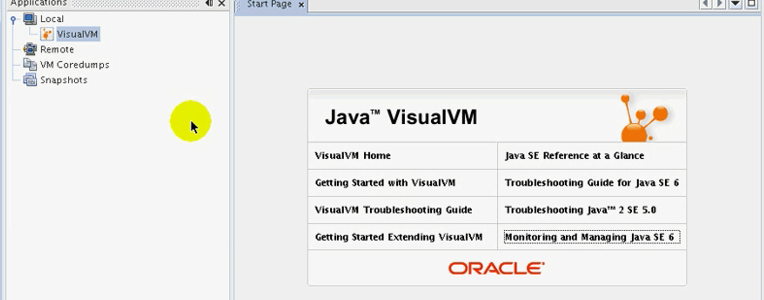 Applications
Start Page
Local
VisualVM
Remote
VM Coredumps
Snapshots
Java™ VisualVM
VisualVM Home
Java SE Reference at a Glance
Getting Started with VisualVM
Troubleshooting Guide for Java SE 6
VisualVM Troubleshooting Guide
Troubleshooting Java™ 2 SE 5.0
Getting Started Extending VisualVM
Monitoring and Managing Java SE 6
ORACLE